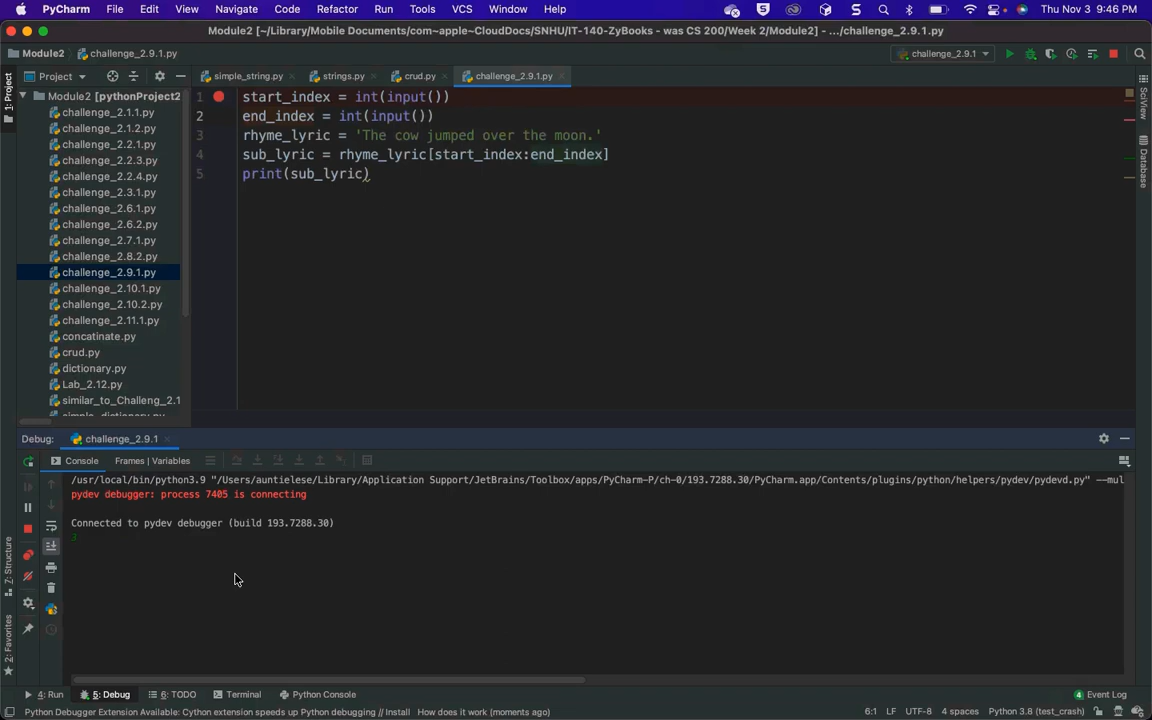 PyCharm File Edit View Navigate Code Refactor Run Tools VCS Window Help Thu Nov 3 9:46 PM
Module2 [~/Library/Mobile Documents/com~apple~CloudDocs/SNHU/IT-140-ZyBooks - was CS 200/Week 2/Module2] - .../challenge_2.9.1.py
Module2 challenge_2.9.1.py challenge_2.9.1
Project simple_string.py strings.py crud.py challenge_2.9.1.py
1: Project
SciView
Database
Module2 [pythonProject2
challenge_2.1.1.py
challenge_2.1.2.py
challenge_2.2.1.py
challenge_2.2.3.py
challenge_2.2.4.py
challenge_2.3.1.py
challenge_2.6.1.py
challenge_2.6.2.py
challenge_2.7.1.py
challenge_2.8.2.py
challenge_2.9.1.py
challenge_2.10.1.py
challenge_2.10.2.py
challenge_2.11.1.py
concatinate.py
crud.py
dictionary.py
Lab_2.12.py
similar_to_Challeng_2.1
simple_dictionary.py
1 start_index = int(input())
2 end_index = int(input())
3 rhyme_lyric = 'The cow jumped over the moon.'
4 sub_lyric = rhyme_lyric[start_index:end_index]
5 print(sub_lyric)
Debug: challenge_2.9.1
Console Frames | Variables
/usr/local/bin/python3.9 "/Users/auntielese/Library/Application Support/JetBrains/Toolbox/apps/PyCharm-P/ch-0/193.7288.30/PyCharm.app/Contents/plugins/python/helpers/pydev/pydevd.py" --mul
pydev debugger: process 7405 is connecting
Connected to pydev debugger (build 193.7288.30)
3
7: Structure
2: Favorites
4: Run 5: Debug 6: TODO Terminal Python Console 4 Event Log
Python Debugger Extension Available: Cython extension speeds up Python debugging // Install How does it work (moments ago) 6:1 LF UTF-8 4 spaces Python 3.8 (test_crash)